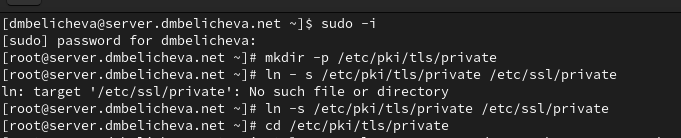 [dmbelicheva@server.dmbelicheva.net ~]$ sudo -i
[sudo] password for dmbelicheva:
[root@server.dmbelicheva.net ~]# mkdir -p /etc/pki/tls/private
[root@server.dmbelicheva.net ~]# ln - s /etc/pki/tls/private /etc/ssl/private
ln: target '/etc/ssl/private': No such file or directory
[root@server.dmbelicheva.net ~]# ln -s /etc/pki/tls/private /etc/ssl/private
[root@server.dmbelicheva.net ~]# cd /etc/pki/tls/private